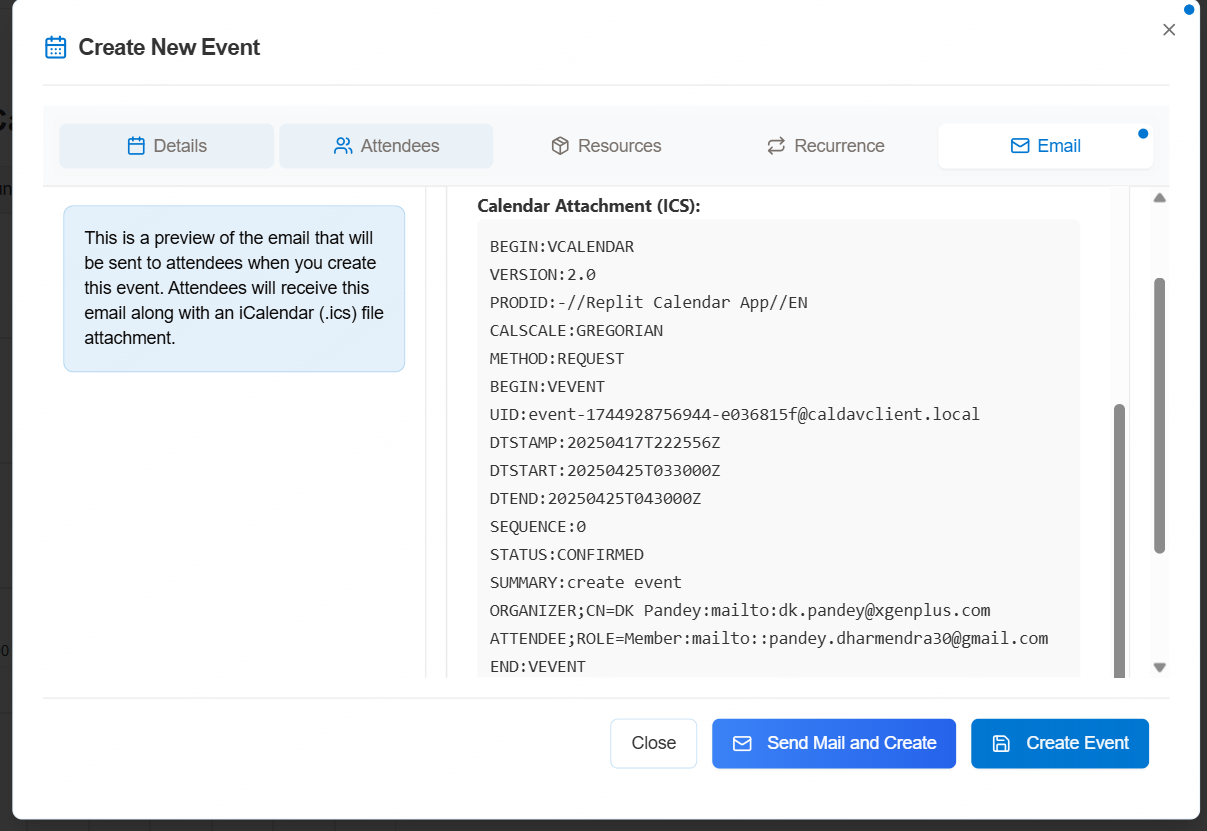 Create New Event
Details
Attendees
Resources
Recurrence
Email
This is a preview of the email that will
be sent to attendees when you create
this event. Attendees will receive this
email along with an iCalendar (.ics) file
attachment.
Calendar Attachment (ICS):
BEGIN:VCALENDAR
VERSION:2.0
PRODID:-//Replit Calendar App//EN
CALSCALE:GREGORIAN
METHOD:REQUEST
BEGIN:VEVENT
UID:event-1744928756944-e036815f@caldavclient.local
DTSTAMP:20250417T222556Z
DTSTART:20250425T033000Z
DTEND:20250425T043000Z
SEQUENCE:0
STATUS:CONFIRMED
SUMMARY:create event
ORGANIZER;CN=DK Pandey:mailto:dk.pandey@xgenplus.com
ATTENDEE;ROLE=Member:mailto::pandey.dharmendra30@gmail.com
END:VEVENT
Close
Send Mail and Create
Create Event